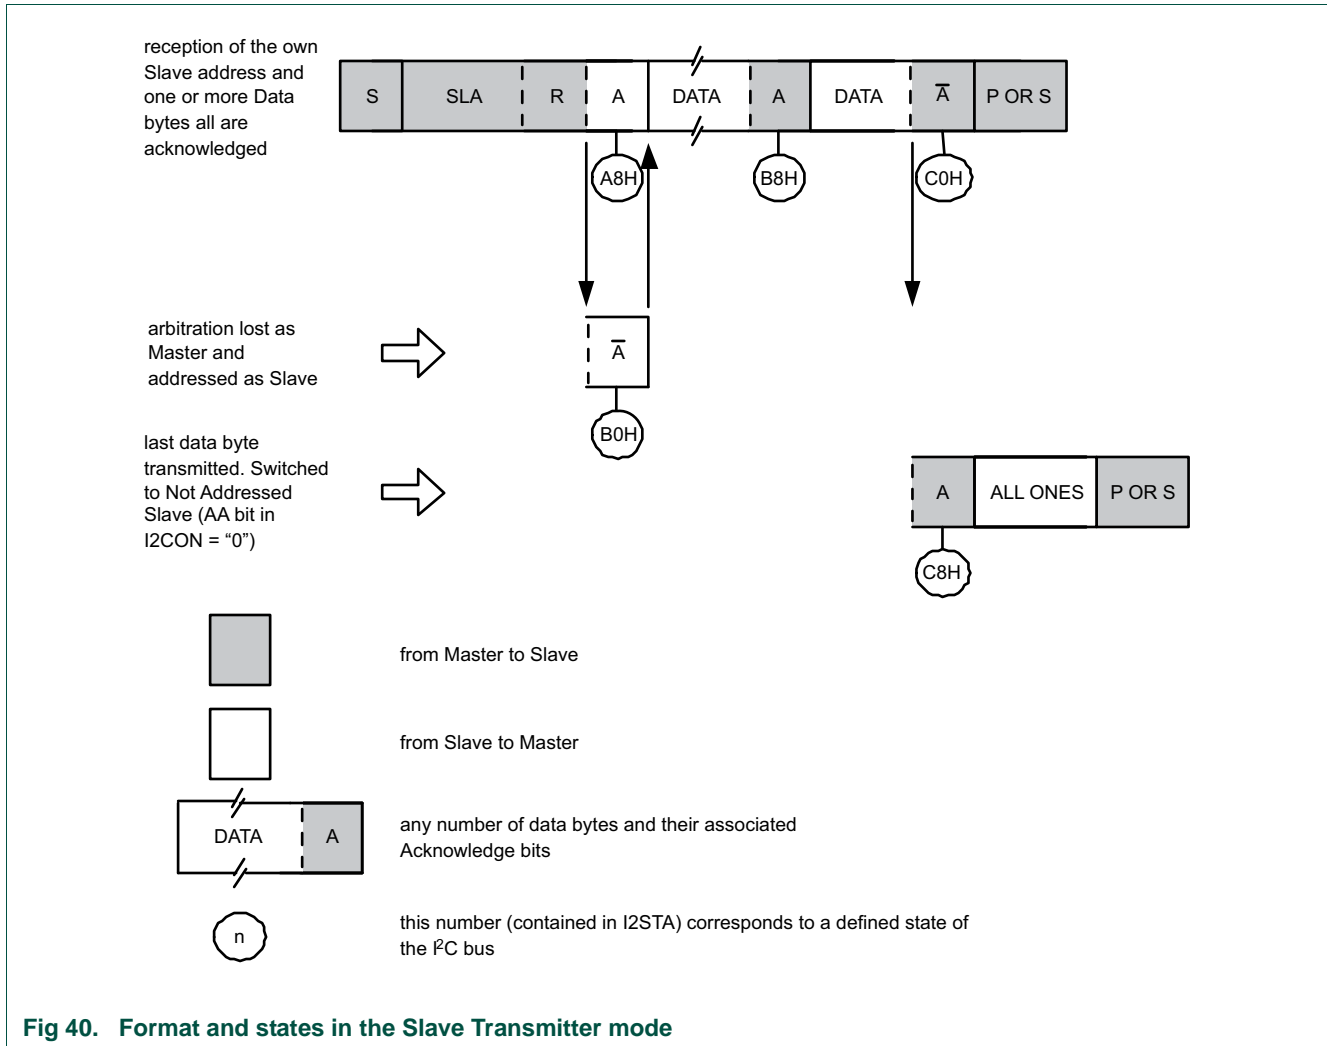 reception of the own
Slave address and
one or more Data
bytes all are
acknowledged
S SLA R A DATA A DATA A̅ P OR S
A8H B8H C0H
arbitration lost as
Master and
addressed as Slave
A̅
B0H
last data byte
transmitted. Switched
to Not Addressed
Slave (AA bit in
I2CON = “0”)
A ALL ONES P OR S
C8H
from Master to Slave
from Slave to Master
DATA A
any number of data bytes and their associated
Acknowledge bits
n
this number (contained in I2STA) corresponds to a defined state of
the I²C bus
Fig 40. Format and states in the Slave Transmitter mode